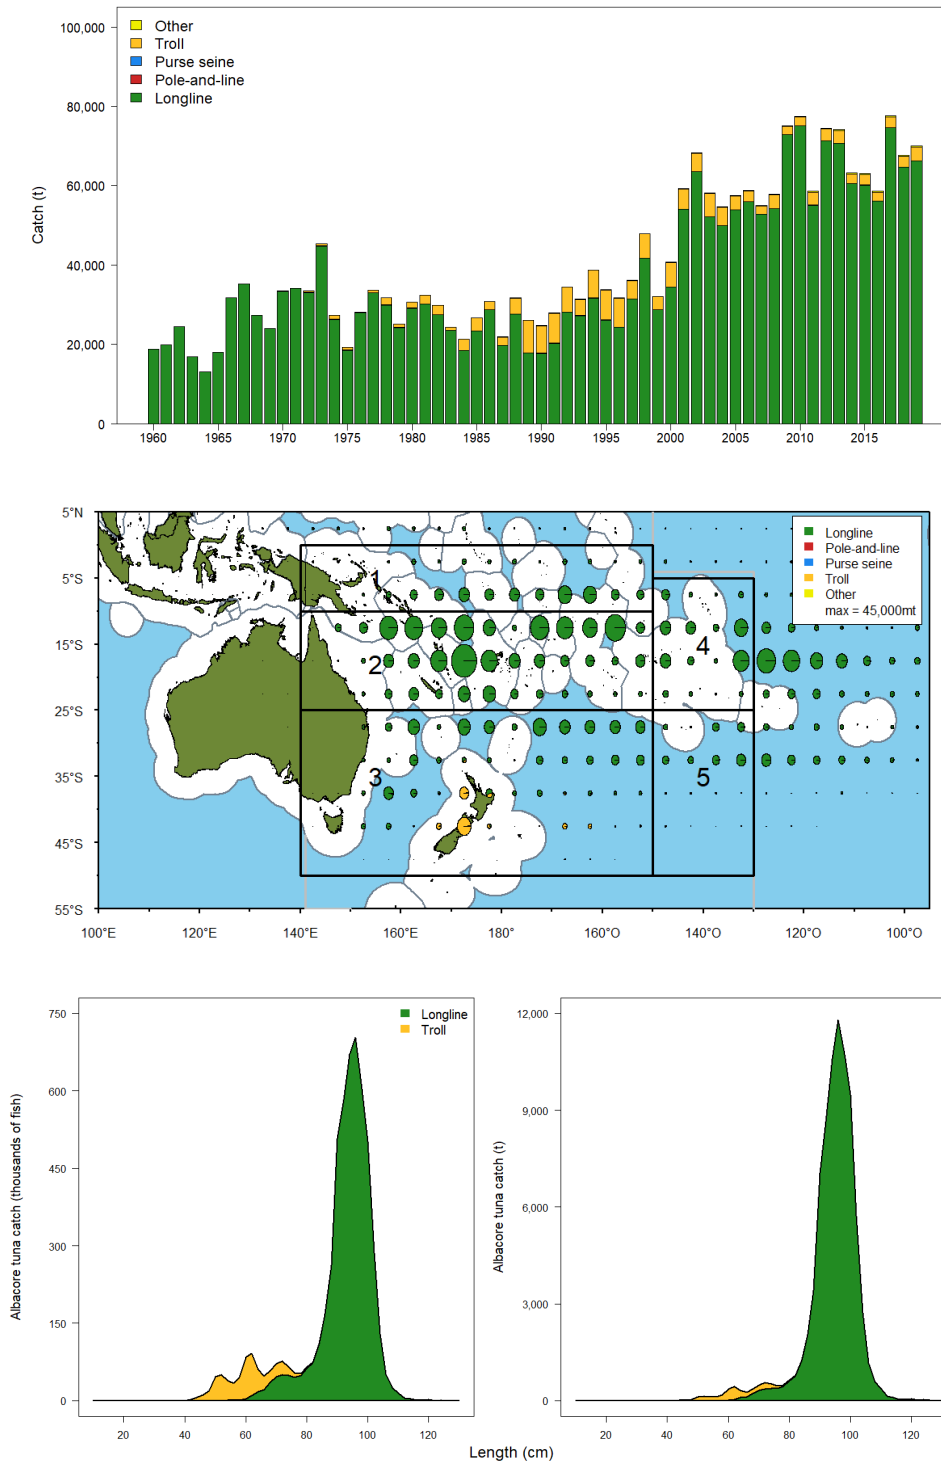 100,000
80,000
60,000
40,000
20,000
0
Catch (t)
Other
Troll
Purse seine
Pole-and-line
Longline
1960 1965 1970 1975 1980 1985 1990 1995 2000 2005 2010 2015
5°N
5°S
15°S
25°S
35°S
45°S
55°S
Longline
Pole-and-line
Purse seine
Troll
Other
max = 45,000mt
2
4
3
5
100°E 120°E 140°E 160°E 180° 160°O 140°O 120°O 100°O
750
600
450
300
150
0
Albacore tuna catch (thousands of fish)
Longline
Troll
20 40 60 80 100 120
12,000
9,000
6,000
3,000
0
Albacore tuna catch (t)
20 40 60 80 100 120
Length (cm)